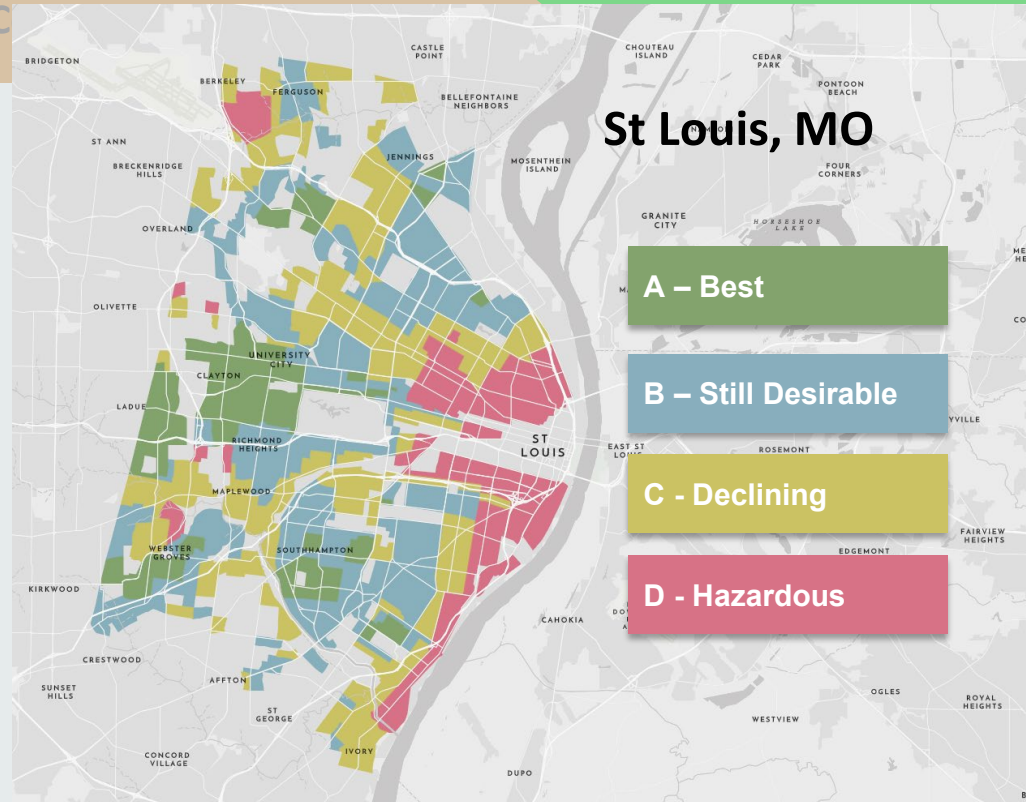 C
BRIDGETON
CASTLE
POINT
CHOUTEAU
ISLAND
CEDAR
PARK
BERKELEY
FERGUSON
PONTOON
BEACH
BELLEFONTAINE
NEIGHBORS
St Louis, MO
ST ANN
BRECKENRIDGE
HILLS
JENNINGS
MOSENTHEIN
ISLAND
FOUR
CORNERS
OVERLAND
GRANITE
CITY
HORSESHOE
LAKE
A – Best
OLIVETTE
UNIVERSITY
CITY
CLAYTON
B – Still Desirable
LADUE
YVILLE
RICHMOND
HEIGHTS
ST
LOUIS
EAST ST
ROSEMONT
MAPLEWOOD
C - Declining
WEBSTER
GROVES
SOUTHHAMPTON
FAIRVIEW
HEIGHTS
EDGEMONT
KIRKWOOD
D - Hazardous
CAHOKIA
CRESTWOOD
SUNSET
HILLS
AFFTON
OGLES
ROYAL
HEIGHTS
ST
GEORGE
WESTVIEW
IVORY
CONCORD
VILLAGE
DUPO